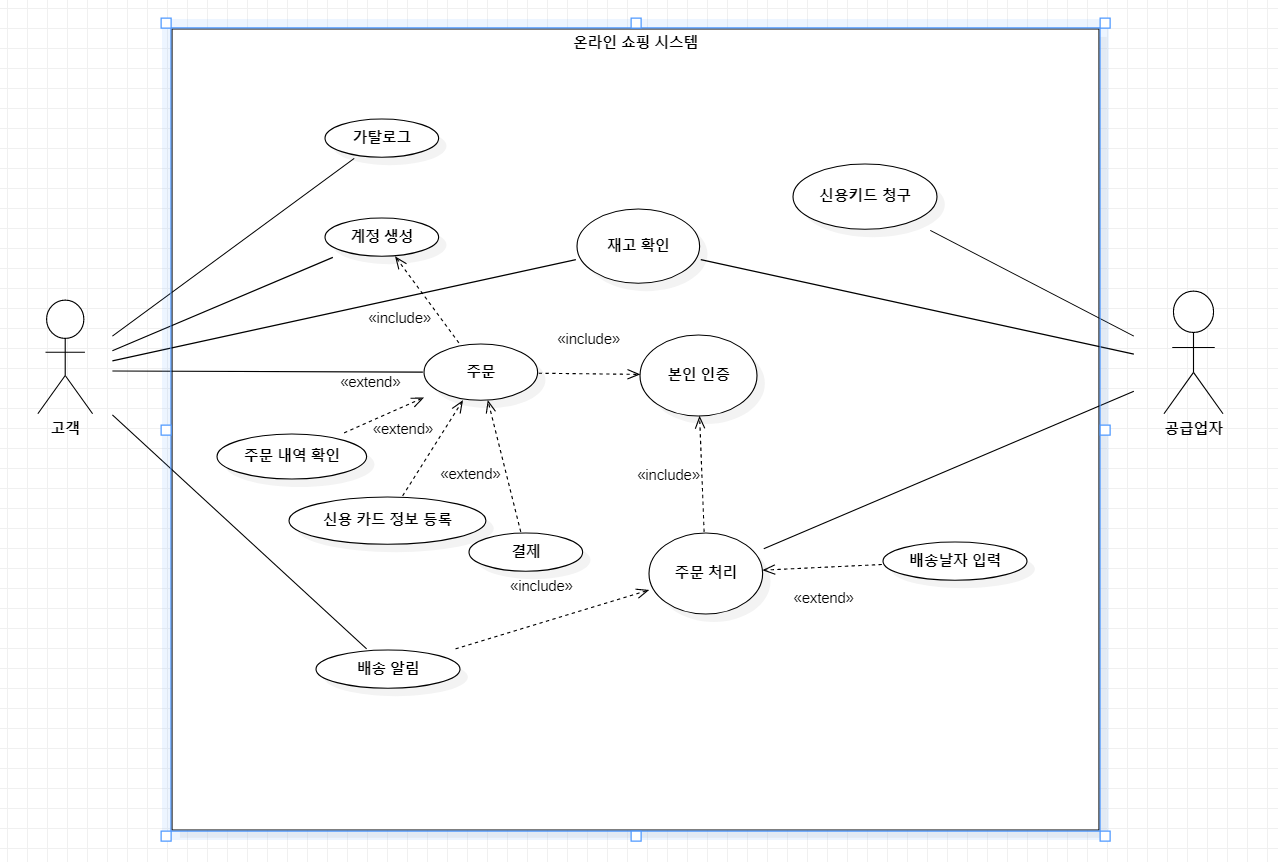 온라인 쇼핑 시스템
가탈로그
신용키드 청구
계정 생성
재고 확인
«include»
«include»
주문
본인 인증
«extend»
«extend»
고객
공급업자
주문 내역 확인
«extend»
«include»
신용 카드 정보 등록
결제
주문 처리
배송날자 입력
«include»
«extend»
배송 알림